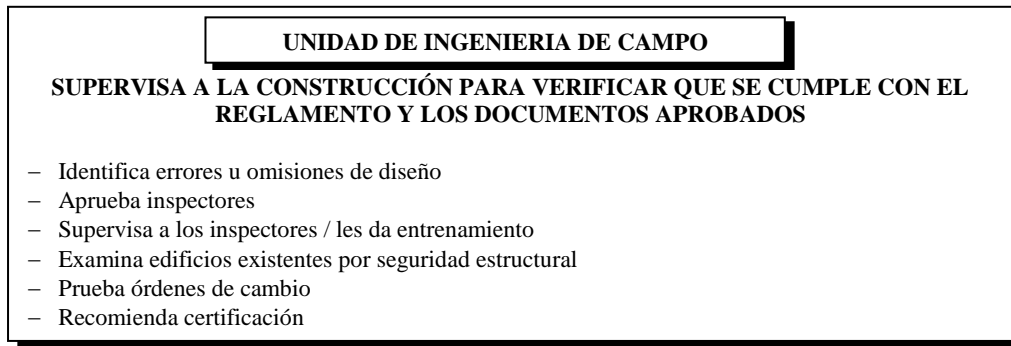 UNIDAD DE INGENIERIA DE CAMPO
SUPERVISA A LA CONSTRUCCIÓN PARA VERIFICAR QUE SE CUMPLE CON EL
REGLAMENTO Y LOS DOCUMENTOS APROBADOS
– Identifica errores u omisiones de diseño
– Aprueba inspectores
– Supervisa a los inspectores / les da entrenamiento
– Examina edificios existentes por seguridad estructural
– Prueba órdenes de cambio
– Recomienda certificación